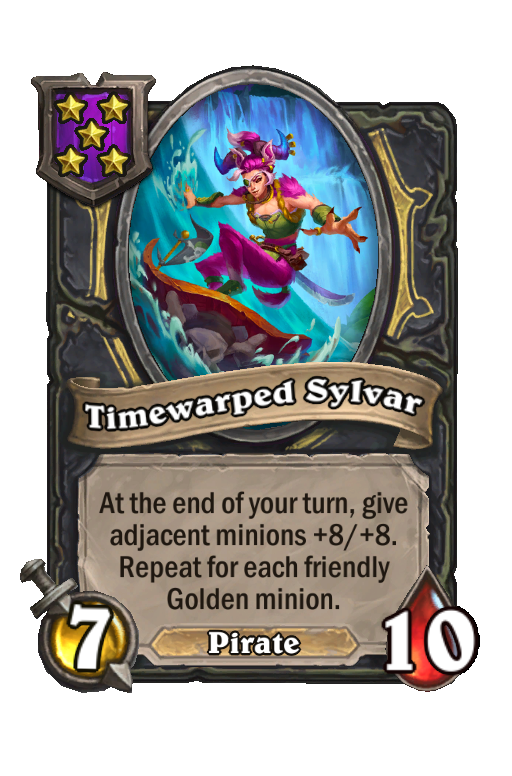 Timewarped Sylvar
At the end of your turn, give
adjacent minions +8/+8.
Repeat for each friendly
Golden minion.
7
Pirate
10